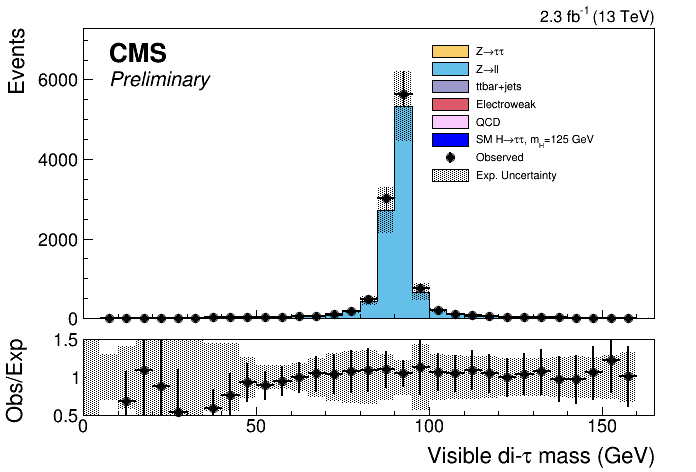 2.3 fb⁻¹ (13 TeV)
Events
CMS
Preliminary
Z→ττ
Z→ll
ttbar+jets
Electroweak
QCD
SM H→ττ, m_H=125 GeV
Observed
Exp. Uncertainty
6000
4000
2000
0
Obs/Exp
1.5
1
0.5
0
50
100
150
Visible di-τ mass (GeV)